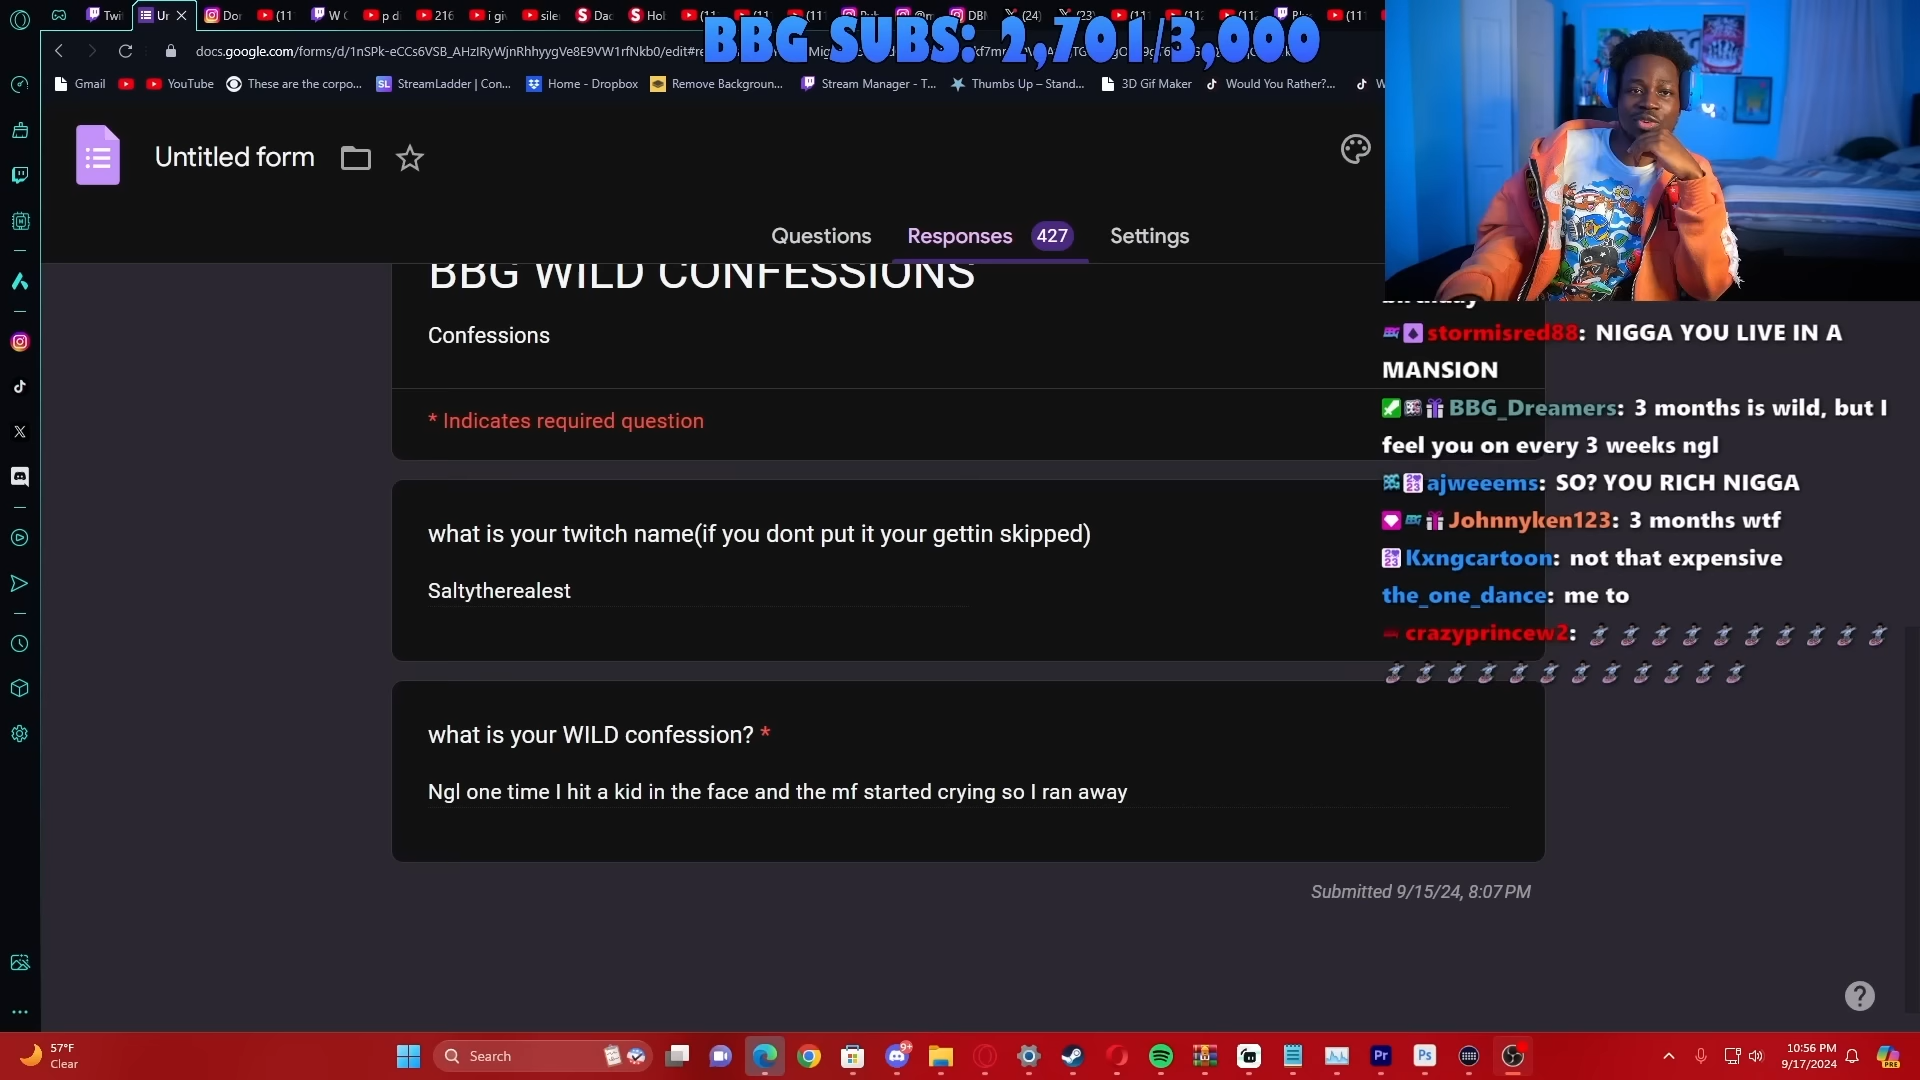 BBG SUBS: 2,701/3,000
docs.google.com/forms/d/1nSPk-eCCs6VSB_AHzIRyWjnRhhyygVe8E9VW1rfNkb0/edit
Gmail YouTube These are the corpo... StreamLadder | Con... Home - Dropbox Remove Backgroun... Stream Manager - T... Thumbs Up – Stand... 3D Gif Maker Would You Rather?...
Untitled form
Questions Responses 427 Settings
BBG WILD CONFESSIONS
Confessions
* Indicates required question
what is your twitch name(if you dont put it your gettin skipped)
Saltytherealest
what is your WILD confession? *
Ngl one time I hit a kid in the face and the mf started crying so I ran away
Submitted 9/15/24, 8:07 PM
stormisred88: NIGGA YOU LIVE IN A
MANSION
BBG_Dreamers: 3 months is wild, but I
feel you on every 3 weeks ngl
ajweeems: SO? YOU RICH NIGGA
Johnnyken123: 3 months wtf
Kxngcartoon: not that expensive
the_one_dance: me to
crazyprincew2:
57°F
Clear
Search
10:56 PM
9/17/2024